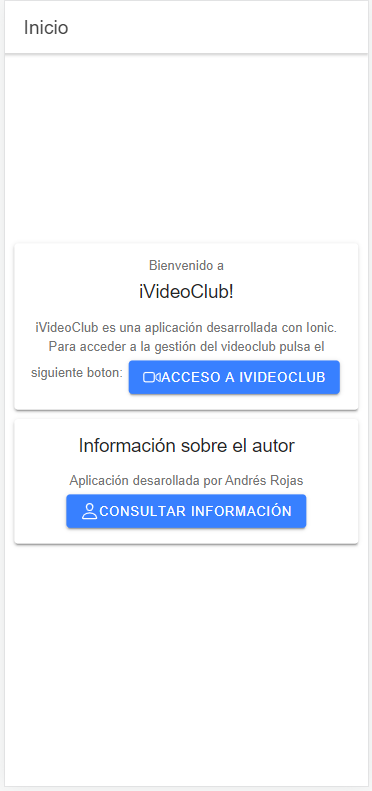 Inicio
Bienvenido a
iVideoClub!
iVideoClub es una aplicación desarrollada con Ionic.
Para acceder a la gestión del videoclub pulsa el
siguiente boton: ACCESO A IVIDEOCLUB
Información sobre el autor
Aplicación desarollada por Andrés Rojas
CONSULTAR INFORMACIÓN